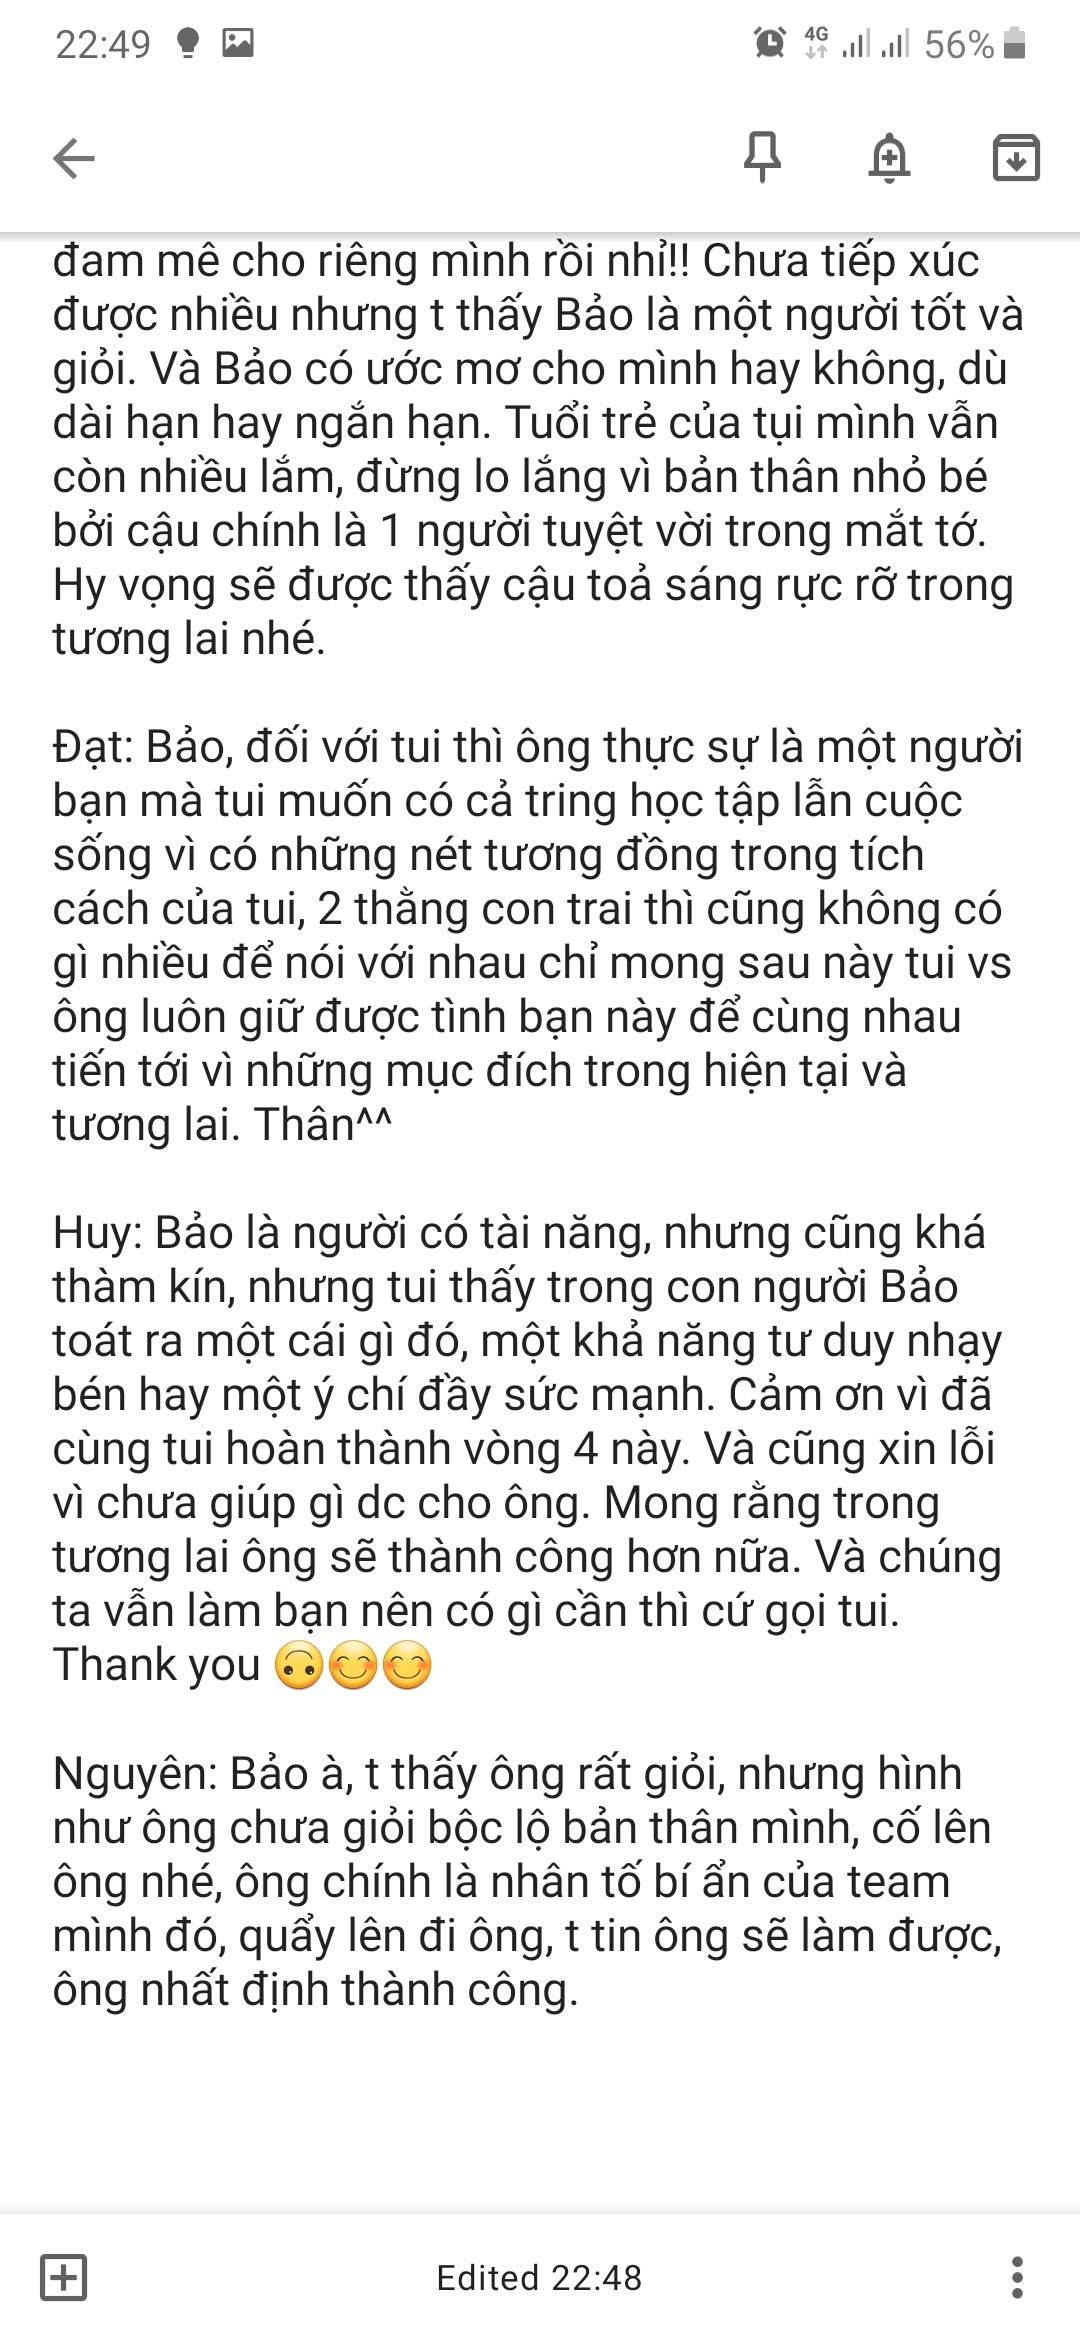 22:49
4G
56%
đam mê cho riêng mình rồi nhỉ!! Chưa tiếp xúc
được nhiều nhưng t thấy Bảo là một người tốt và
giỏi. Và Bảo có ước mơ cho mình hay không, dù
dài hạn hay ngắn hạn. Tuổi trẻ của tụi mình vẫn
còn nhiều lắm, đừng lo lắng vì bản thân nhỏ bé
bởi cậu chính là 1 người tuyệt vời trong mắt tớ.
Hy vọng sẽ được thấy cậu toả sáng rực rỡ trong
tương lai nhé.
Đạt: Bảo, đối với tui thì ông thực sự là một người
bạn mà tui muốn có cả tring học tập lẫn cuộc
sống vì có những nét tương đồng trong tích
cách của tui, 2 thằng con trai thì cũng không có
gì nhiều để nói với nhau chỉ mong sau này tui vs
ông luôn giữ được tình bạn này để cùng nhau
tiến tới vì những mục đích trong hiện tại và
tương lai. Thân^^
Huy: Bảo là người có tài năng, nhưng cũng khá
thàm kín, nhưng tui thấy trong con người Bảo
toát ra một cái gì đó, một khả năng tư duy nhạy
bén hay một ý chí đầy sức mạnh. Cảm ơn vì đã
cùng tui hoàn thành vòng 4 này. Và cũng xin lỗi
vì chưa giúp gì dc cho ông. Mong rằng trong
tương lai ông sẽ thành công hơn nữa. Và chúng
ta vẫn làm bạn nên có gì cần thì cứ gọi tui.
Thank you 🙃😊😊
Nguyên: Bảo à, t thấy ông rất giỏi, nhưng hình
như ông chưa giỏi bộc lộ bản thân mình, cố lên
ông nhé, ông chính là nhân tố bí ẩn của team
mình đó, quẩy lên đi ông, t tin ông sẽ làm được,
ông nhất định thành công.
Edited 22:48